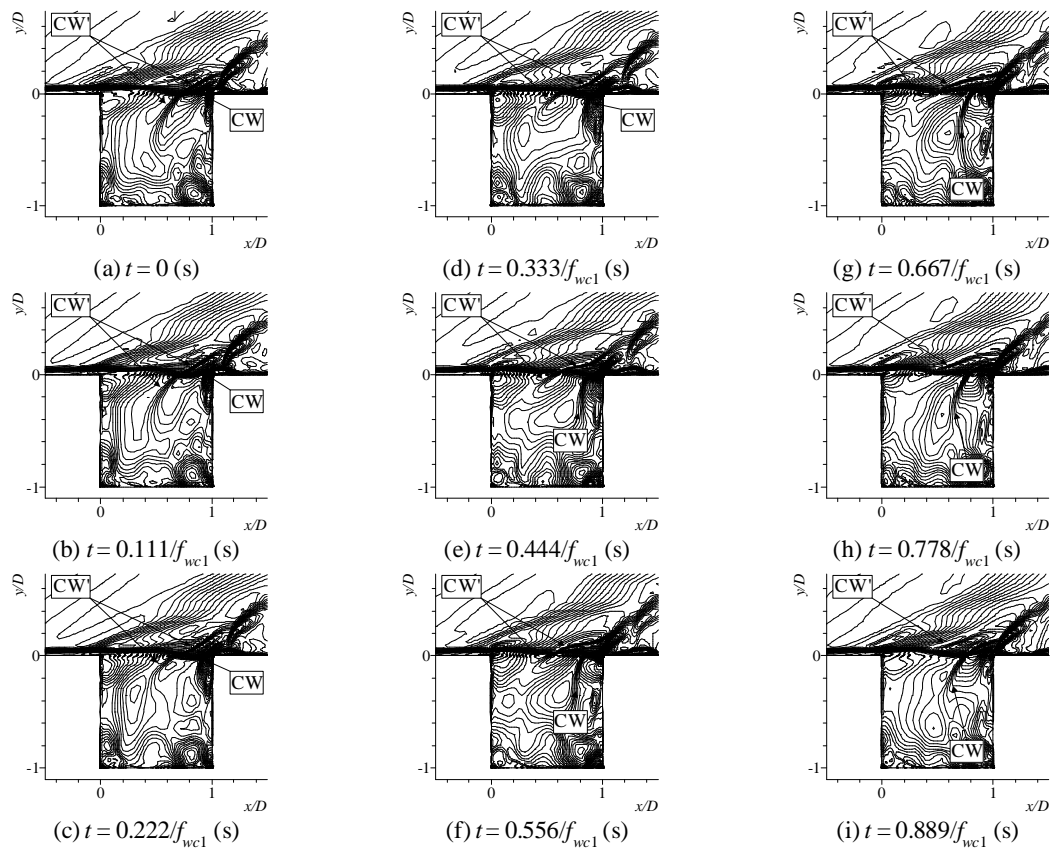 CW'
y/D
0
CW
-1
0 1
x/D
(a) t = 0 (s)
CW'
y/D
0
CW
-1
0 1
x/D
(d) t = 0.333/f_wc1 (s)
CW'
y/D
0
CW
-1
0 1
x/D
(g) t = 0.667/f_wc1 (s)
CW'
y/D
0
CW
-1
0 1
x/D
(b) t = 0.111/f_wc1 (s)
CW'
y/D
0
CW
-1
0 1
x/D
(e) t = 0.444/f_wc1 (s)
CW'
y/D
0
CW
-1
0 1
x/D
(h) t = 0.778/f_wc1 (s)
CW'
y/D
0
CW
-1
0 1
x/D
(c) t = 0.222/f_wc1 (s)
CW'
y/D
0
CW
-1
0 1
x/D
(f) t = 0.556/f_wc1 (s)
CW'
y/D
0
CW
-1
0 1
x/D
(i) t = 0.889/f_wc1 (s)